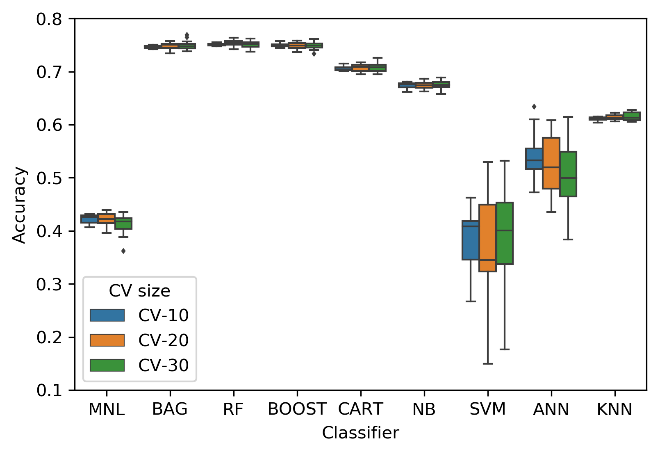 0.8
0.7
0.6
0.5
0.4
0.3
0.2
0.1
Accuracy
CV size
CV-10
CV-20
CV-30
MNL BAG RF BOOST CART NB SVM ANN KNN
Classifier